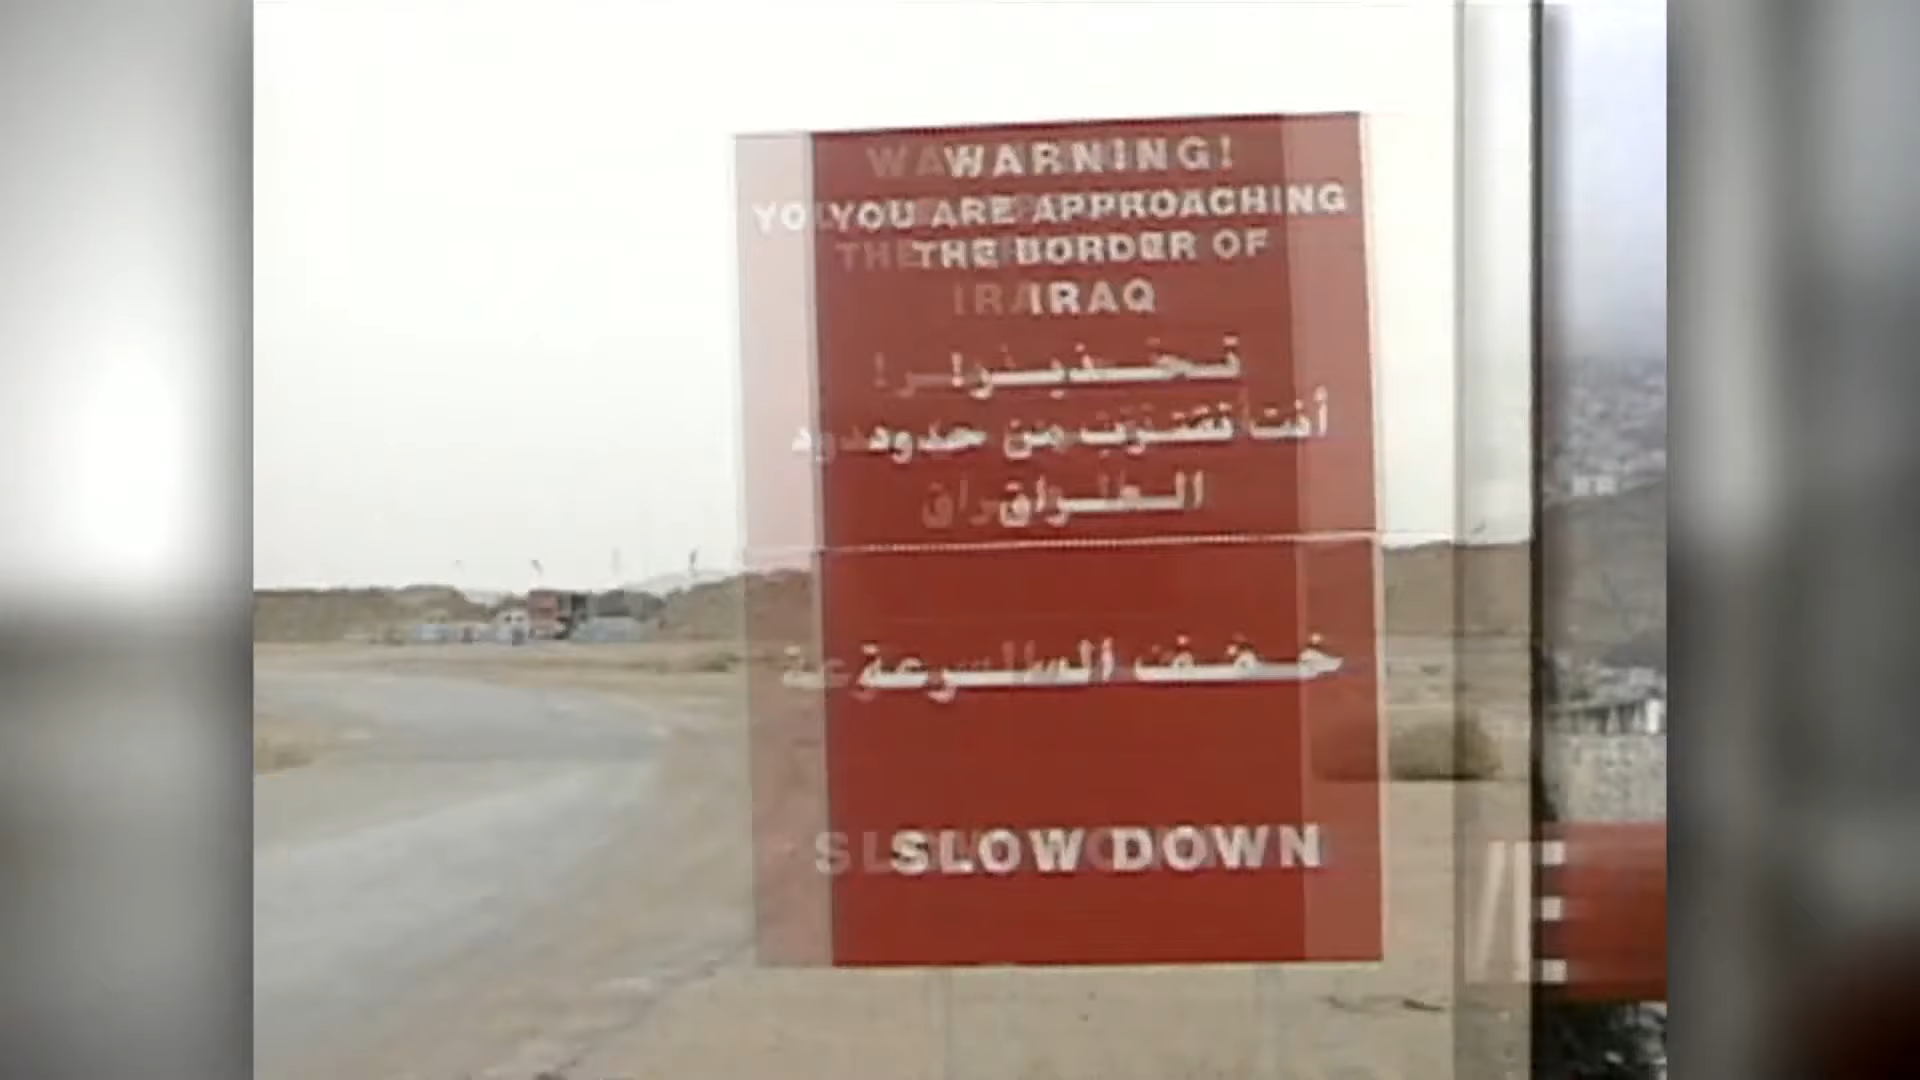 WARNING!
YOU ARE APPROACHING
THE BORDER OF
IRAQ
تحذير!
أنت تقترب من حدود
العراق
خفف السرعة
SLOW DOWN